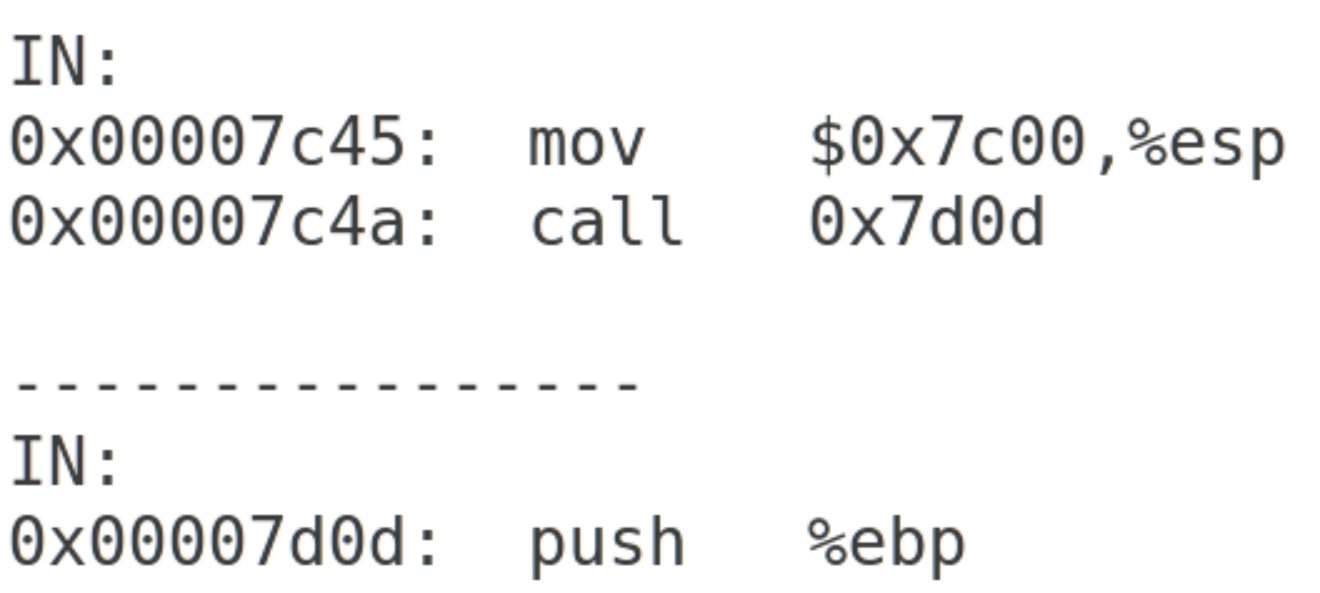 IN:
0x00007c45:  mov    $0x7c00,%esp
0x00007c4a:  call   0x7d0d
----------------
IN:
0x00007d0d:  push   %ebp